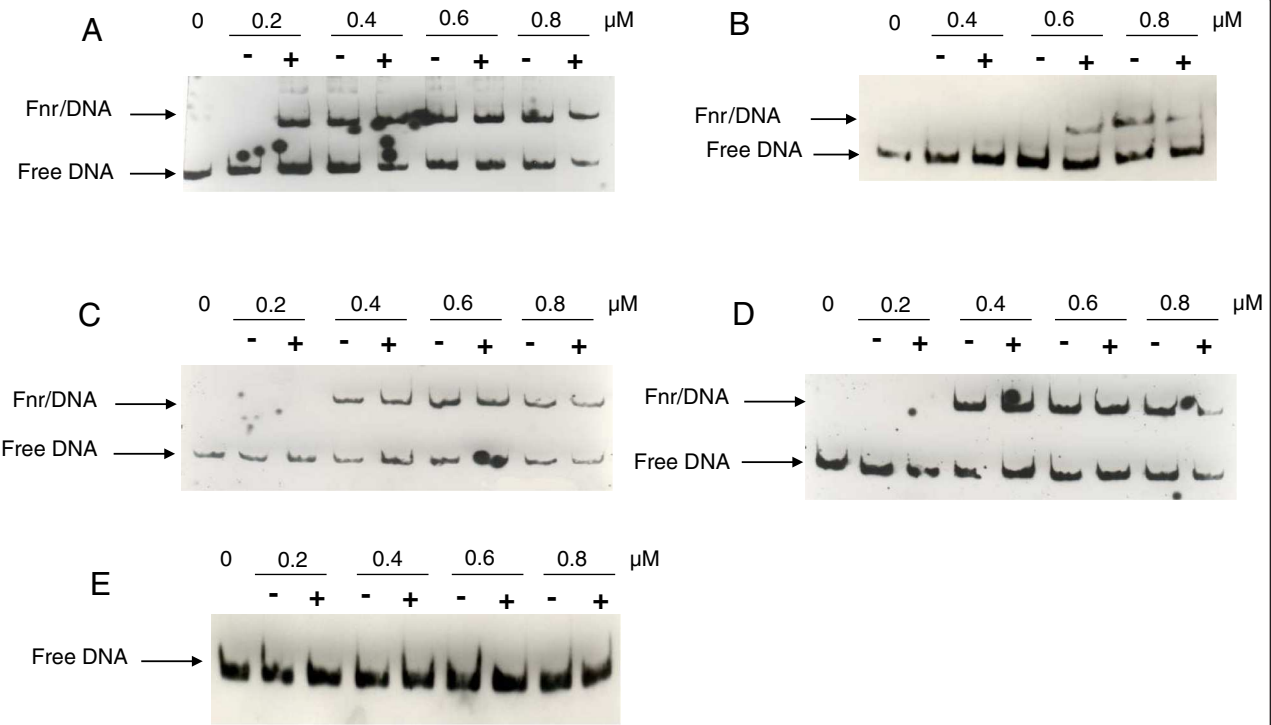 A
0 0.2 0.4 0.6 0.8 µM
- + - + - + - +
Fnr/DNA
Free DNA
B
0 0.4 0.6 0.8 µM
- + - + - +
Fnr/DNA
Free DNA
C
0 0.2 0.4 0.6 0.8 µM
- + - + - + - +
Fnr/DNA
Free DNA
D
0 0.2 0.4 0.6 0.8 µM
- + - + - + - +
Fnr/DNA
Free DNA
E
0 0.2 0.4 0.6 0.8 µM
- + - + - + - +
Free DNA